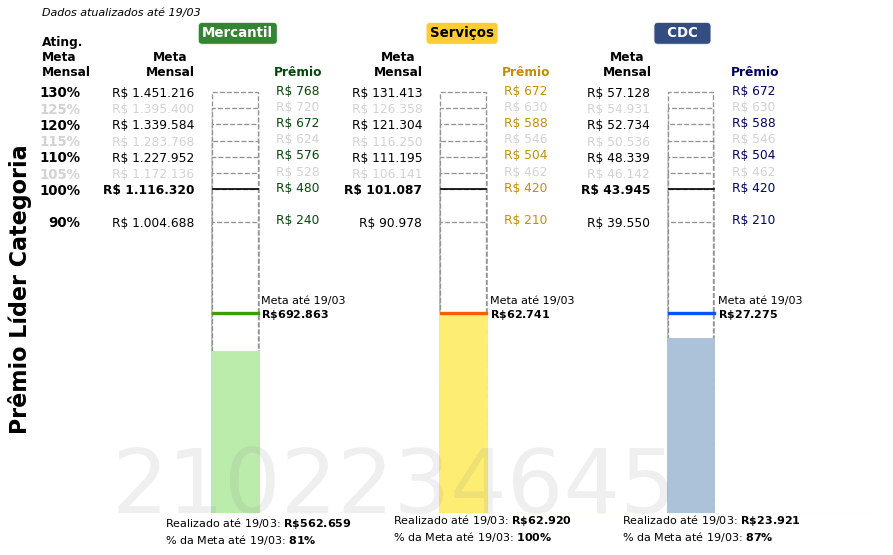 Dados atualizados até 19/03
Mercantil Serviços CDC
Ating. Meta Mensal Meta Mensal Prêmio Meta Mensal Prêmio Meta Mensal Prêmio
130% R$ 1.451.216 R$ 768 R$ 131.413 R$ 672 R$ 57.128 R$ 672
125% R$ 1.395.400 R$ 720 R$ 126.358 R$ 630 R$ 54.931 R$ 630
120% R$ 1.339.584 R$ 672 R$ 121.304 R$ 588 R$ 52.734 R$ 588
115% R$ 1.283.768 R$ 624 R$ 116.250 R$ 546 R$ 50.536 R$ 546
110% R$ 1.227.952 R$ 576 R$ 111.195 R$ 504 R$ 48.339 R$ 504
105% R$ 1.172.136 R$ 528 R$ 106.141 R$ 462 R$ 46.142 R$ 462
100% R$ 1.116.320 R$ 480 R$ 101.087 R$ 420 R$ 43.945 R$ 420
90% R$ 1.004.688 R$ 240 R$ 90.978 R$ 210 R$ 39.550 R$ 210
Prêmio Líder Categoria
Meta até 19/03 Meta até 19/03 Meta até 19/03
R$692.863 R$62.741 R$27.275
2102234645
Realizado até 19/03: R$562.659 Realizado até 19/03: R$62.920 Realizado até 19/03: R$23.921
% da Meta até 19/03: 81% % da Meta até 19/03: 100% % da Meta até 19/03: 87%